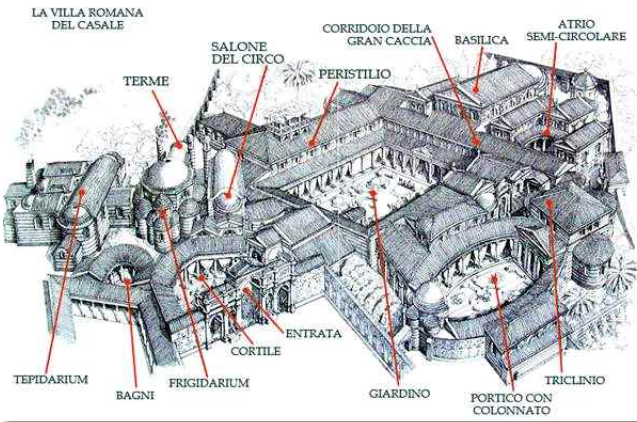 LA VILLA ROMANA
DEL CASALE
TERME
SALONE
DEL CIRCO
PERISTILIO
CORRIDOIO DELLA
GRAN CACCIA
BASILICA
ATRIO
SEMI-CIRCOLARE
TEPIDARIUM
BAGNI
FRIGIDARIUM
CORTILE
ENTRATA
GIARDINO
PORTICO CON
COLONNATO
TRICLINIO